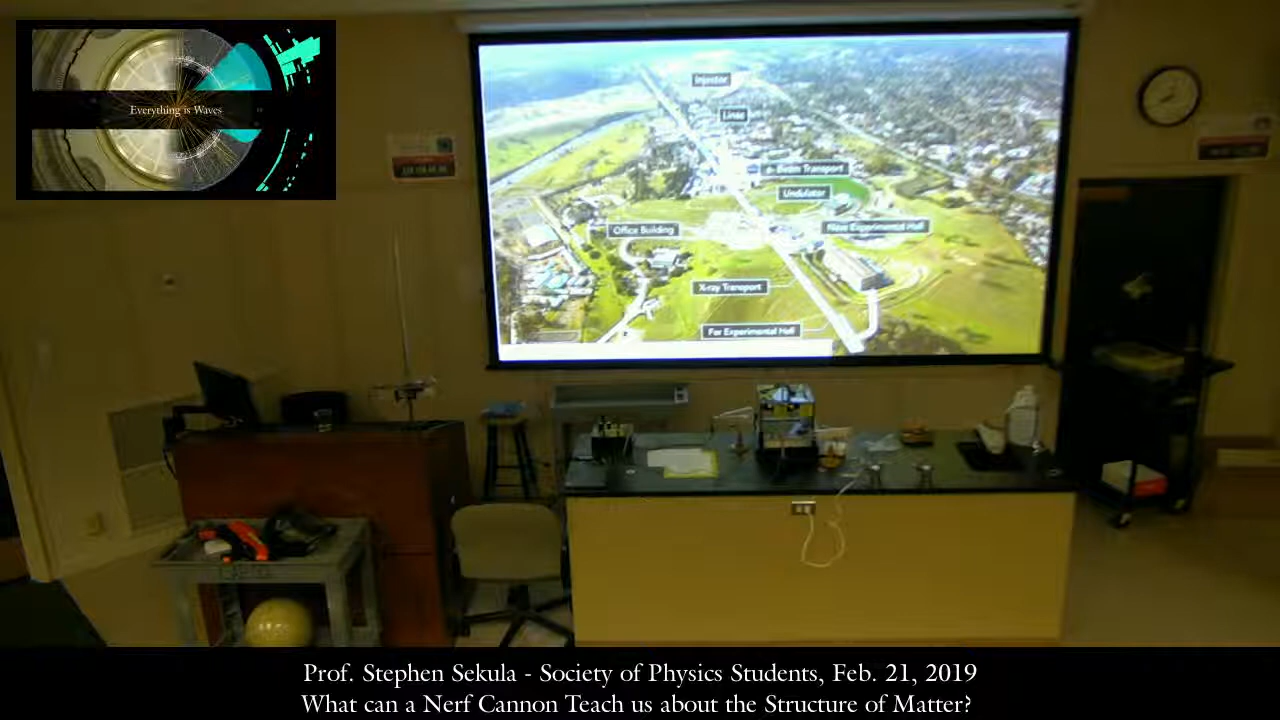 Everything is Waves
Injector
Linac
e- Beam Transport
Undulator
Near Experimental Hall
Office Building
X-ray Transport
Far Experimental Hall
Prof. Stephen Sekula - Society of Physics Students, Feb. 21, 2019
What can a Nerf Cannon Teach us about the Structure of Matter?